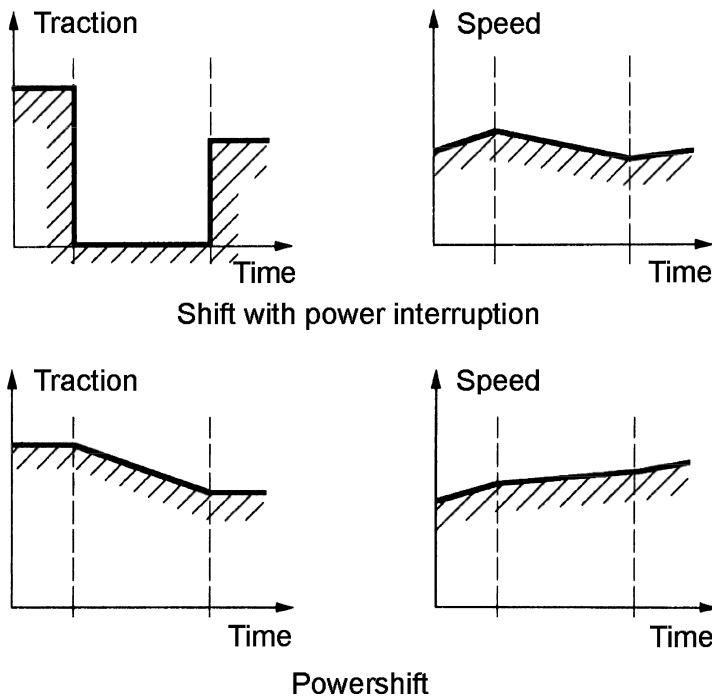 Traction
Speed
Time
Time
Shift with power interruption
Traction
Speed
Time
Time
Powershift